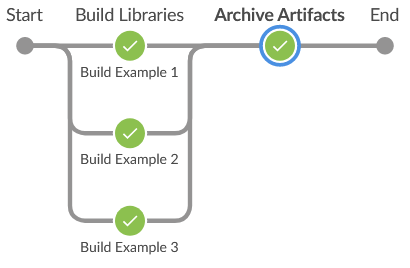 Start
Build Libraries
Archive Artifacts
End
Build Example 1
Build Example 2
Build Example 3